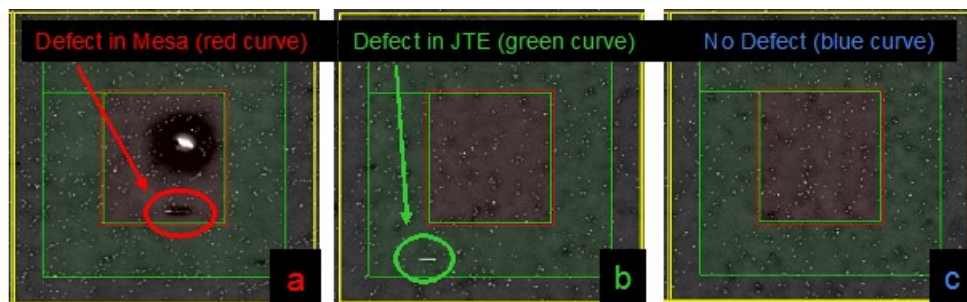 Defect in Mesa (red curve)
Defect in JTE (green curve)
No Defect (blue curve)
a
b
c